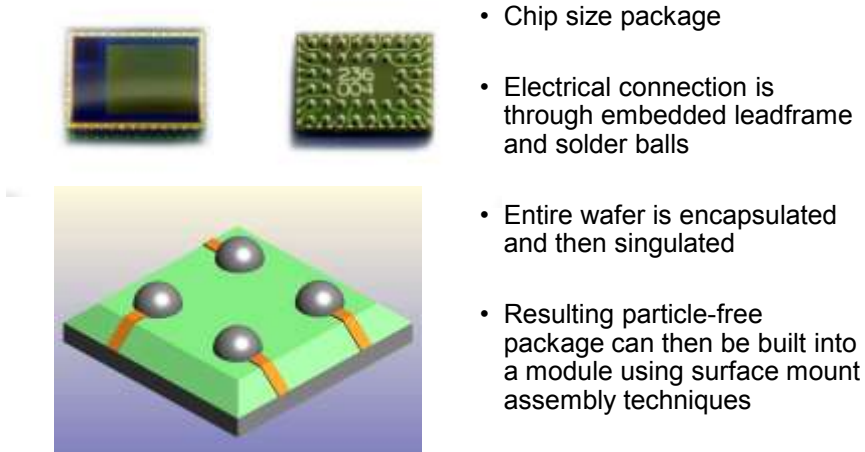 236
004
• Chip size package
• Electrical connection is
through embedded leadframe
and solder balls
• Entire wafer is encapsulated
and then singulated
• Resulting particle-free
package can then be built into
a module using surface mount
assembly techniques